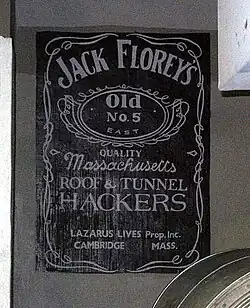 JACK FLOREY'S
Old
No. 5
EAST
QUALITY
Massachusetts
ROOF & TUNNEL
HACKERS
LAZARUS LIVES Prop, Inc.
CAMBRIDGE MASS.